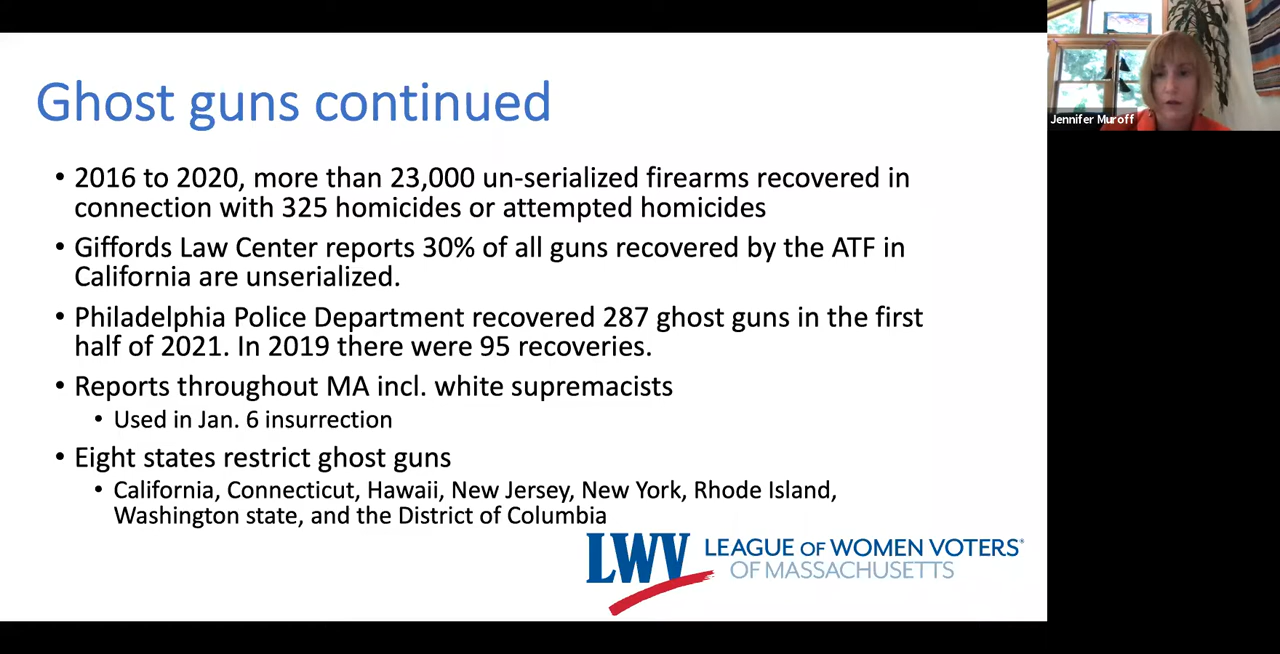 Ghost guns continued
• 2016 to 2020, more than 23,000 un-serialized firearms recovered in
connection with 325 homicides or attempted homicides
• Giffords Law Center reports 30% of all guns recovered by the ATF in
California are unserialized.
• Philadelphia Police Department recovered 287 ghost guns in the first
half of 2021. In 2019 there were 95 recoveries.
• Reports throughout MA incl. white supremacists
• Used in Jan. 6 insurrection
• Eight states restrict ghost guns
• California, Connecticut, Hawaii, New Jersey, New York, Rhode Island,
Washington state, and the District of Columbia
LWV LEAGUE OF WOMEN VOTERS®
OF MASSACHUSETTS
Jennifer Muroff